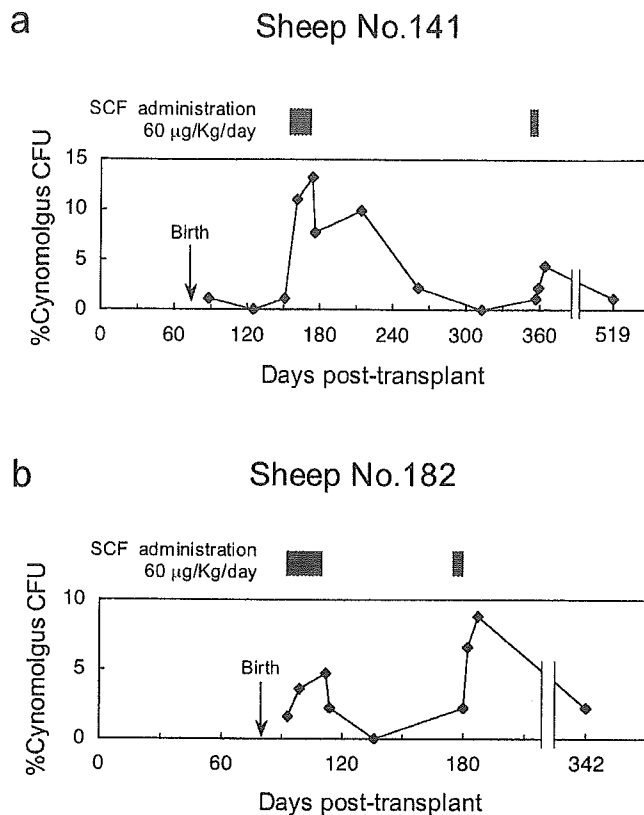 a
Sheep No.141
SCF administration
60 µg/Kg/day
%Cynomolgus CFU
15
10
5
0
Birth
0 60 120 180 240 300 360 519
Days post-transplant
b
Sheep No.182
SCF administration
60 µg/Kg/day
%Cynomolgus CFU
10
5
0
Birth
0 60 120 180 342
Days post-transplant